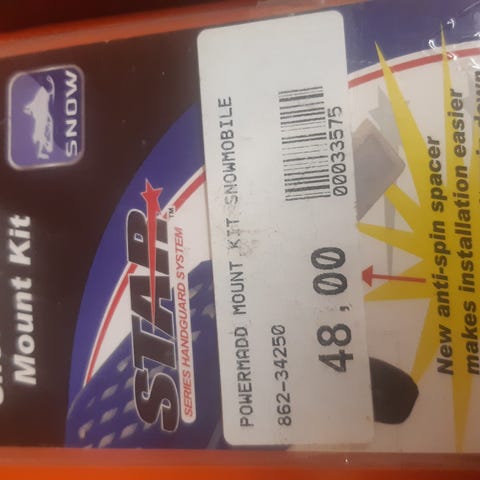 SNOW
Mount Kit
STAR™
SERIES HANDGUARD SYSTEM
POWERMADD MOUNT KIT SNOWMOBILE
862-34250
00033575
48,00
New anti-spin spacer
makes installation easier